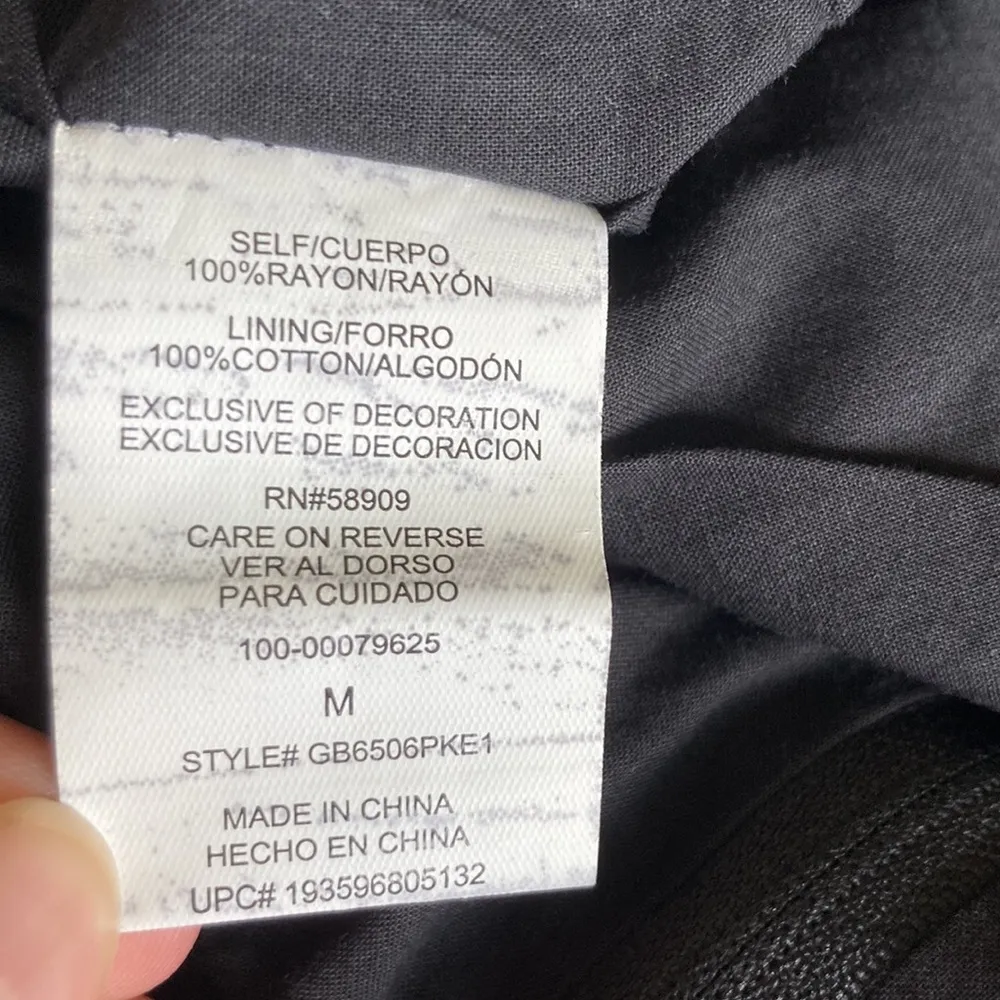 SELF/CUERPO
100%RAYON/RAYÓN
LINING/FORRO
100%COTTON/ALGODÓN
EXCLUSIVE OF DECORATION
EXCLUSIVE DE DECORACION
RN#58909
CARE ON REVERSE
VER AL DORSO
PARA CUIDADO
100-00079625
M
STYLE# GB6506PKE1
MADE IN CHINA
HECHO EN CHINA
UPC# 193596805132